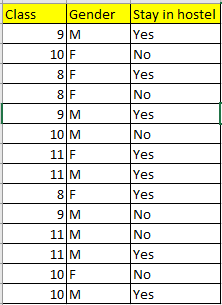 Class Gender Stay in hostel
9 M Yes
10 F No
8 F Yes
8 F No
9 M Yes
10 M No
11 F Yes
11 M Yes
8 F Yes
9 M No
11 M No
11 M Yes
10 F No
10 M Yes